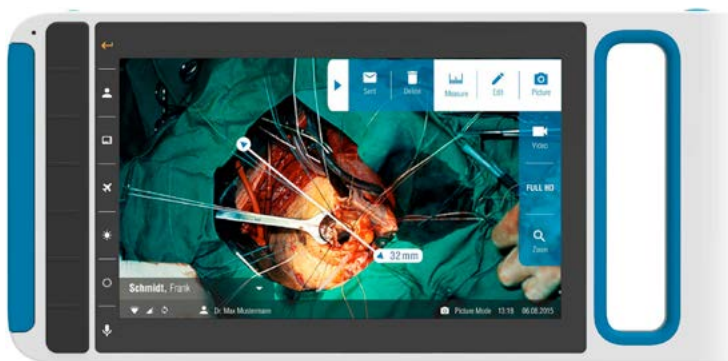 Sent
Delete
Measure
Edit
Picture
Video
FULL HD
Zoom
32 mm
Schmidt, Frank
Dr. Max Mustermann
Picture Mode 13:18 06.08.2015